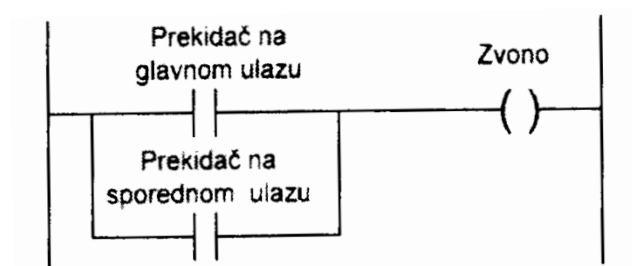 Prekidač na
glavnom ulazu
Zvono
Prekidač na
sporednom ulazu